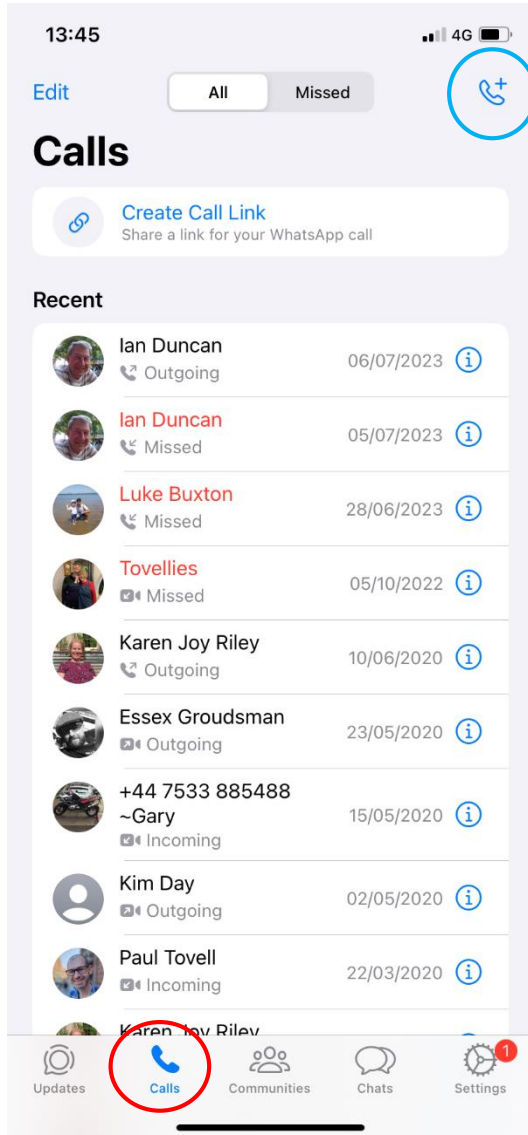 13:45 4G
Edit All Missed
Calls
Create Call Link
Share a link for your WhatsApp call
Recent
Ian Duncan
Outgoing 06/07/2023
Ian Duncan
Missed 05/07/2023
Luke Buxton
Missed 28/06/2023
Tovellies
Missed 05/10/2022
Karen Joy Riley
Outgoing 10/06/2020
Essex Groudsman
Outgoing 23/05/2020
+44 7533 885488
~Gary 15/05/2020
Incoming
Kim Day
Outgoing 02/05/2020
Paul Tovell
Incoming 22/03/2020
Karen Joy Riley
1
Updates Calls Communities Chats Settings